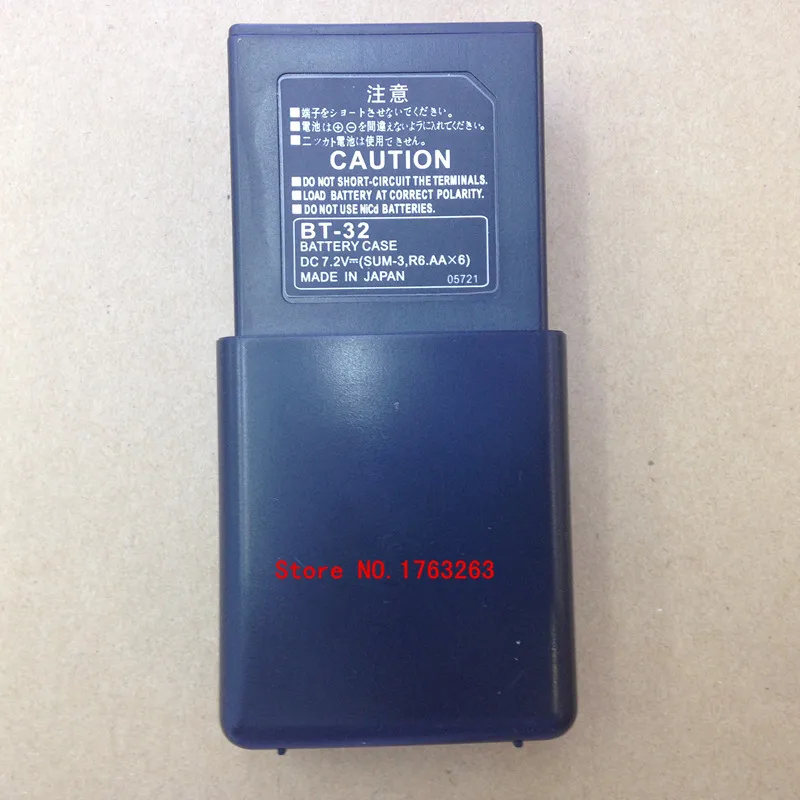 注意
■端子をショートさせないでください。
■電池は⊕⊖を間違えないように入れてください。
■ニッカト電池は使用できません。
CAUTION
■DO NOT SHORT-CIRCUIT THE TERMINALS.
■LOAD BATTERY AT CORRECT POLARITY.
■DO NOT USE NiCd BATTERIES.
BT-32
BATTERY CASE
DC 7.2V⎓(SUM-3,R6.AA×6)
MADE IN JAPAN 05721
Store NO.1763263